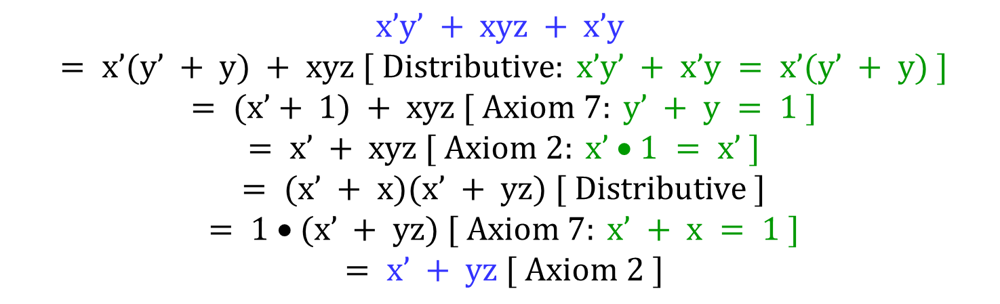 x’y’ + xyz + x’y
= x’(y’ + y) + xyz [ Distributive: x’y’ + x’y = x’(y’ + y) ]
= (x’ + 1) + xyz [ Axiom 7: y’ + y = 1 ]
= x’ + xyz [ Axiom 2: x’ • 1 = x’ ]
= (x’ + x)(x’ + yz) [ Distributive ]
= 1 • (x’ + yz) [ Axiom 7: x’ + x = 1 ]
= x’ + yz [ Axiom 2 ]